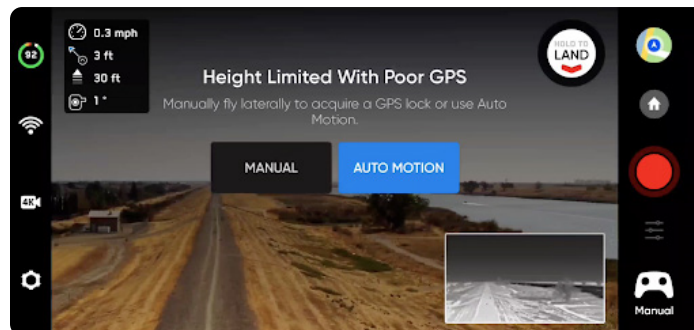 92
0.3 mph
3 ft
30 ft
1°
HOLD TO
LAND
Height Limited With Poor GPS
Manually fly laterally to acquire a GPS lock or use Auto
Motion.
MANUAL
AUTO MOTION
4K
Manual